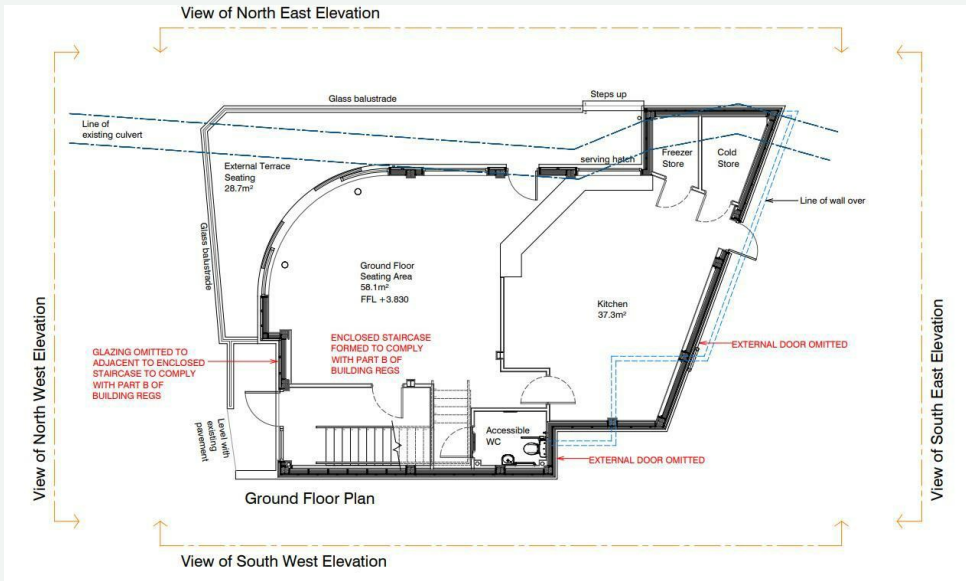 View of North East Elevation
Glass balustrade
Steps up
Line of
existing culvert
External Terrace
Seating
28.7m²
serving hatch
Freezer
Store
Cold
Store
Line of wall over
Glass balustrade
Ground Floor
Seating Area
58.1m²
FFL +3.830
Kitchen
37.3m²
GLAZING OMITTED TO
ADJACENT TO ENCLOSED
STAIRCASE TO COMPLY
WITH PART B OF
BUILDING REGS
ENCLOSED STAIRCASE
FORMED TO COMPLY
WITH PART B OF
BUILDING REGS
EXTERNAL DOOR OMITTED
View of North West Elevation
View of South East Elevation
Level with
existing
pavement
Accessible
WC
EXTERNAL DOOR OMITTED
Ground Floor Plan
View of South West Elevation